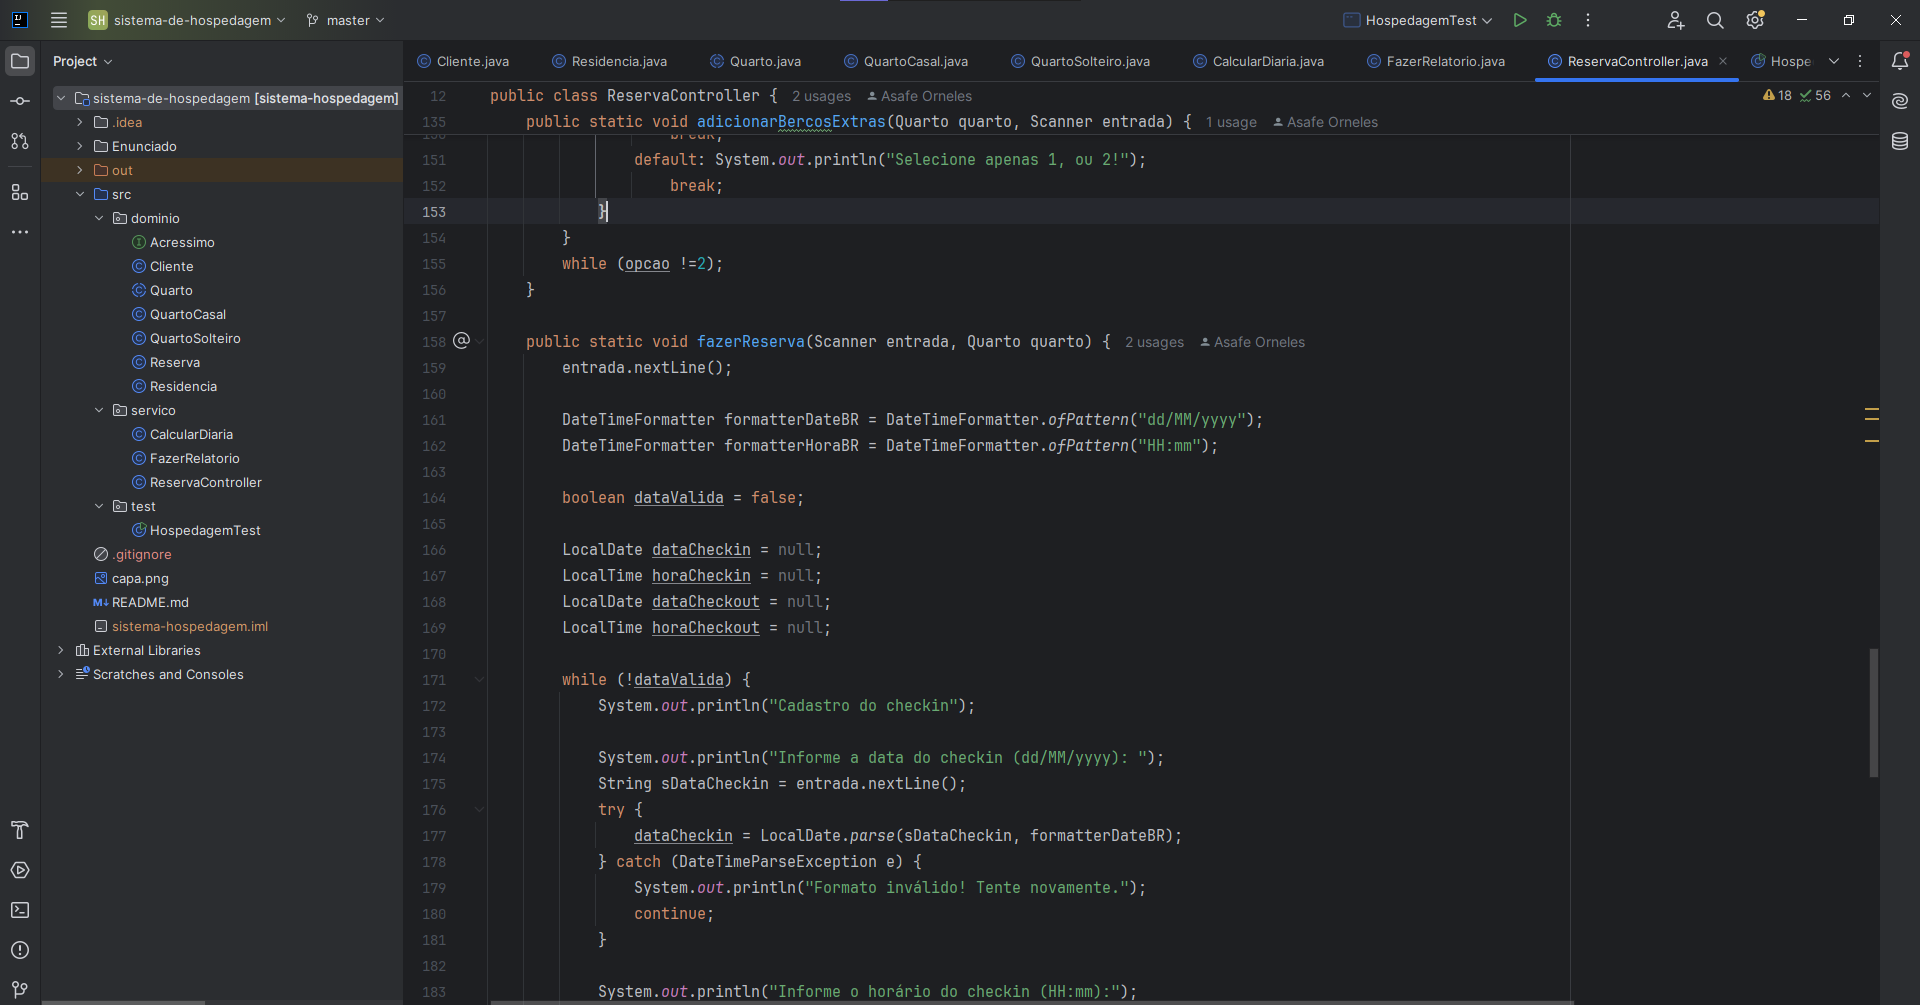 SH sistema-de-hospedagem master HospedagemTest
Project
Cliente.java Residencia.java Quarto.java QuartoCasal.java QuartoSolteiro.java CalcularDiaria.java FazerRelatorio.java ReservaController.java Hospe
sistema-de-hospedagem [sistema-hospedagem]
.idea
Enunciado
out
src
dominio
Acressimo
Cliente
Quarto
QuartoCasal
QuartoSolteiro
Reserva
Residencia
servico
CalcularDiaria
FazerRelatorio
ReservaController
test
HospedagemTest
.gitignore
capa.png
M↓ README.md
sistema-hospedagem.iml
External Libraries
Scratches and Consoles
18 56
12 public class ReservaController { 2 usages Asafe Orneles
135 public static void adicionarBercosExtras(Quarto quarto, Scanner entrada) { 1 usage Asafe Orneles
150 break;
151 default: System.out.println("Selecione apenas 1, ou 2!");
152 break;
153 }
154 }
155 while (opcao !=2);
156 }
157
158 @ public static void fazerReserva(Scanner entrada, Quarto quarto) { 2 usages Asafe Orneles
159 entrada.nextLine();
160
161 DateTimeFormatter formatterDateBR = DateTimeFormatter.ofPattern("dd/MM/yyyy");
162 DateTimeFormatter formatterHoraBR = DateTimeFormatter.ofPattern("HH:mm");
163
164 boolean dataValida = false;
165
166 LocalDate dataCheckin = null;
167 LocalTime horaCheckin = null;
168 LocalDate dataCheckout = null;
169 LocalTime horaCheckout = null;
170
171 while (!dataValida) {
172 System.out.println("Cadastro do checkin");
173
174 System.out.println("Informe a data do checkin (dd/MM/yyyy): ");
175 String sDataCheckin = entrada.nextLine();
176 try {
177 dataCheckin = LocalDate.parse(sDataCheckin, formatterDateBR);
178 } catch (DateTimeParseException e) {
179 System.out.println("Formato inválido! Tente novamente.");
180 continue;
181 }
182
183 System.out.println("Informe o horário do checkin (HH:mm):");